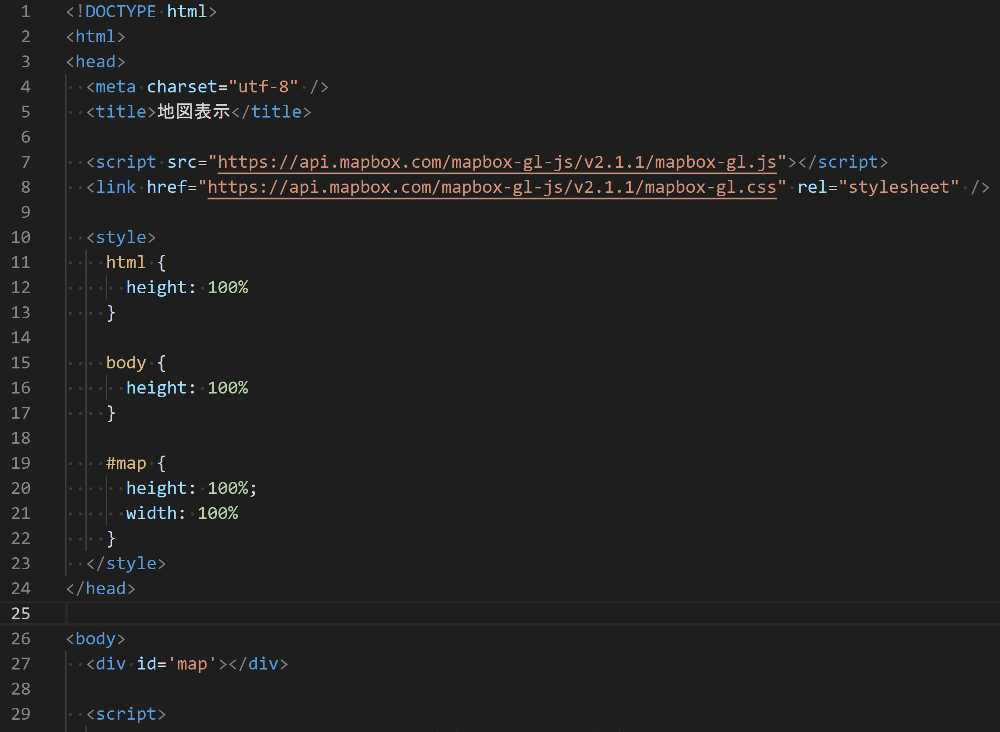 1 <!DOCTYPE html>
2 <html>
3 <head>
4   <meta charset="utf-8" />
5   <title>地図表示</title>
6
7   <script src="https://api.mapbox.com/mapbox-gl-js/v2.1.1/mapbox-gl.js"></script>
8   <link href="https://api.mapbox.com/mapbox-gl-js/v2.1.1/mapbox-gl.css" rel="stylesheet" />
9
10   <style>
11     html {
12       height: 100%
13     }
14
15     body {
16       height: 100%
17     }
18
19     #map {
20       height: 100%;
21       width: 100%
22     }
23   </style>
24 </head>
25
26 <body>
27   <div id='map'></div>
28
29   <script>